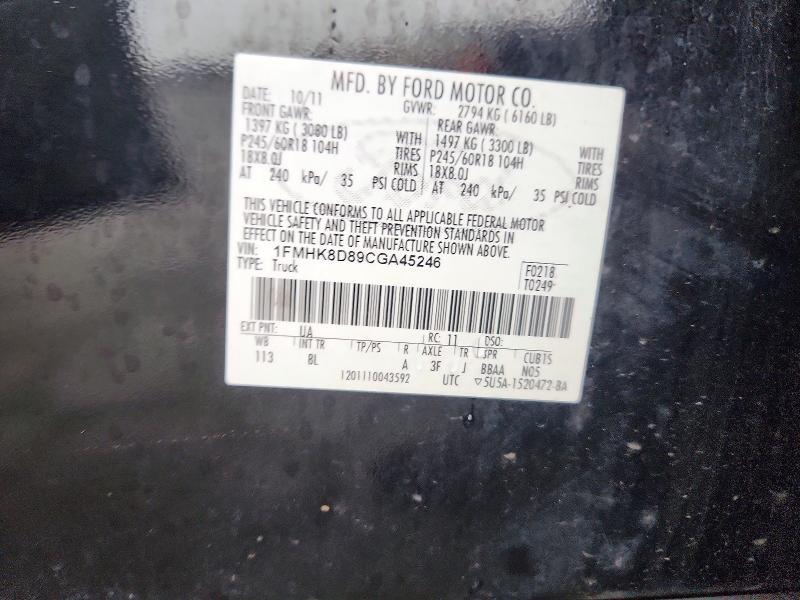 MFD. BY FORD MOTOR CO.
DATE: 10/11 GVWR: 2794 KG ( 6160 LB)
FRONT GAWR: REAR GAWR:
1397 KG ( 3080 LB) WITH 1497 KG ( 3300 LB) WITH
P245/60R18 104H TIRES P245/60R18 104H TIRES
18X8.0J RIMS 18X8.0J RIMS
AT 240 kPa/ 35 PSI COLD AT 240 kPa/ 35 PSI COLD
THIS VEHICLE CONFORMS TO ALL APPLICABLE FEDERAL MOTOR
VEHICLE SAFETY AND THEFT PREVENTION STANDARDS IN
EFFECT ON THE DATE OF MANUFACTURE SHOWN ABOVE.
VIN: 1FMHK8D89CGA45246
TYPE: Truck
F0218
T0249
EXT PNT: UA RC: 11 DSO:
WB INT TR TP/PS R AXLE TR SPR CUB1S
113 8L A 3F J BBAA N05
1201110043592 UTC ▽5U5A-1520472-BA